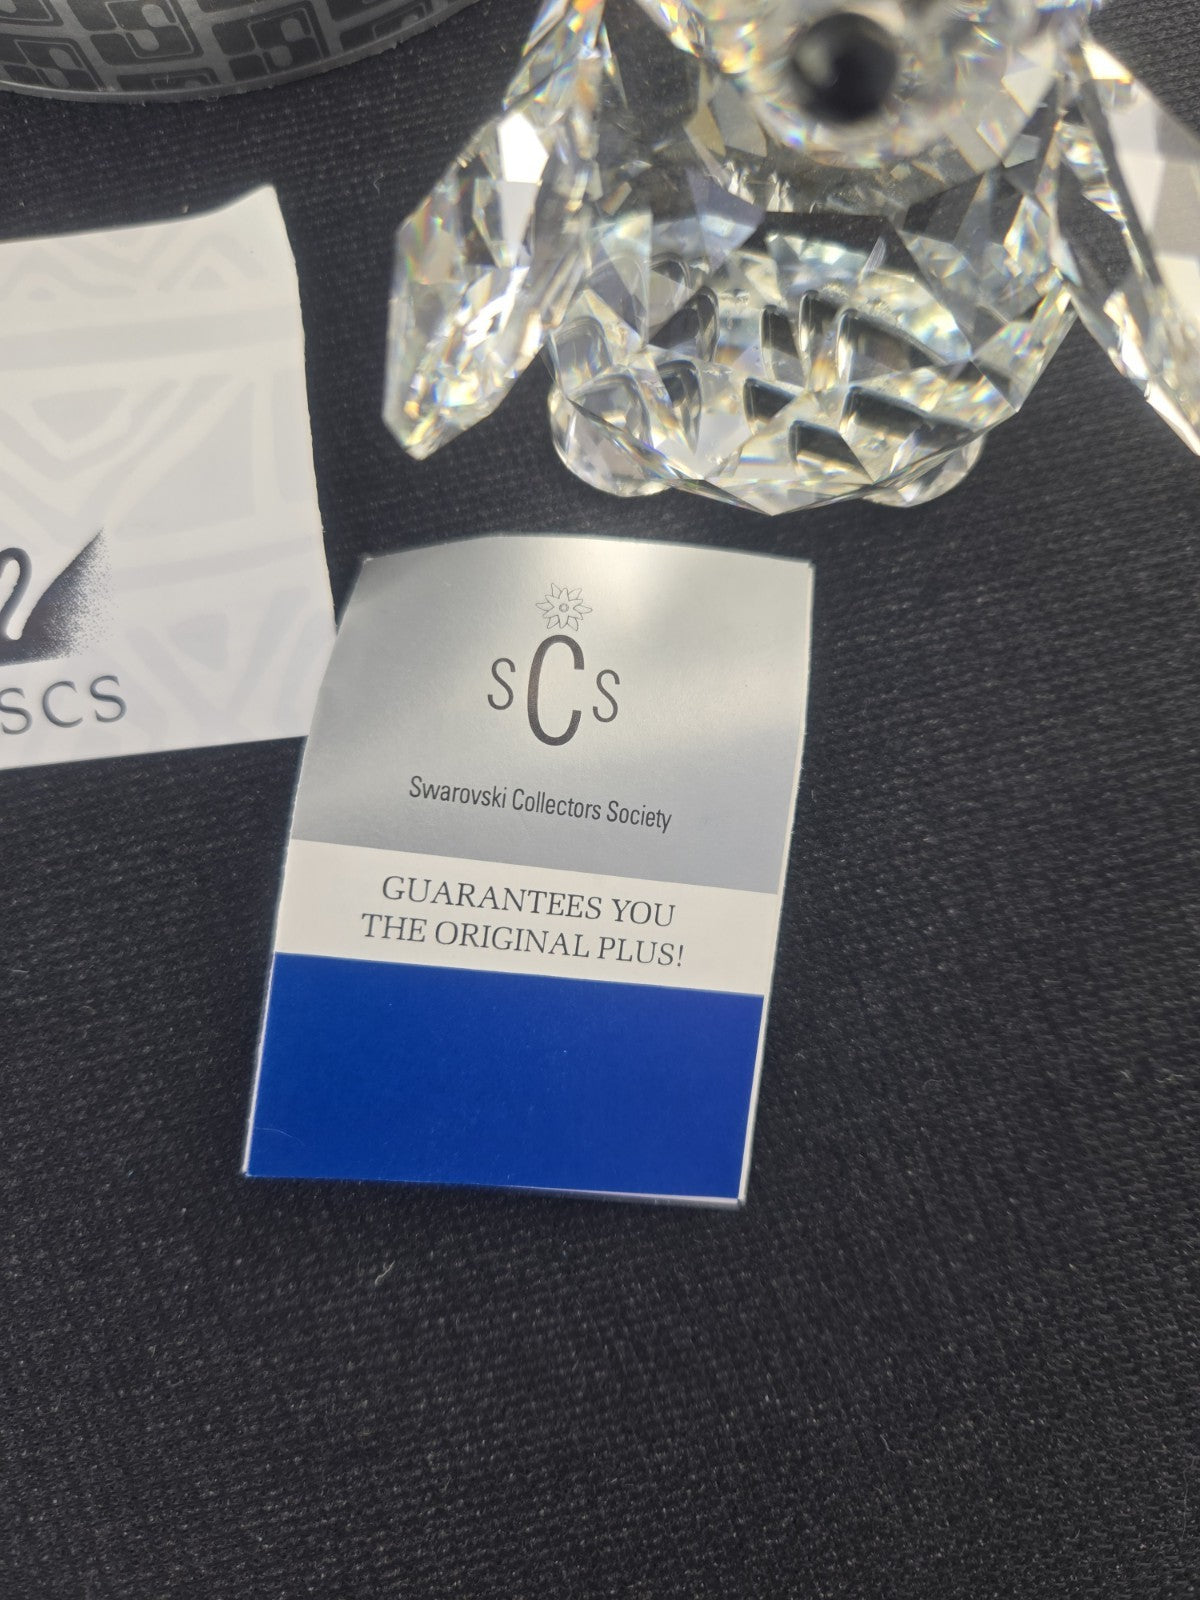 SCS
SCS
Swarovski Collectors Society
GUARANTEES YOU
THE ORIGINAL PLUS!